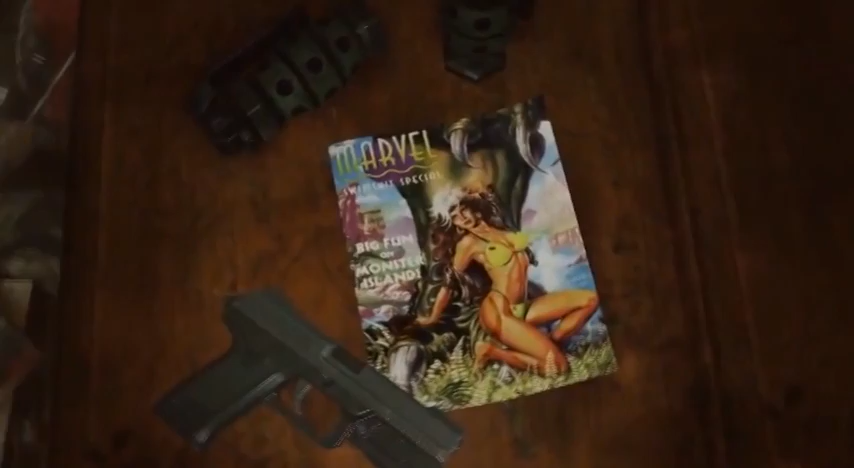 MARVEL
SWIMSUIT SPECIAL
BIG FUN
ON
MONSTER
ISLAND!